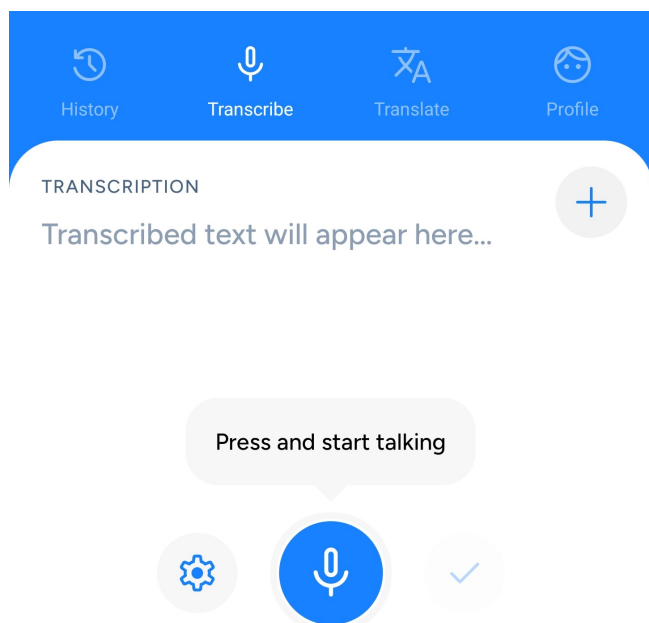 History
Transcribe
Translate
Profile
TRANSCRIPTION
Transcribed text will appear here...
Press and start talking